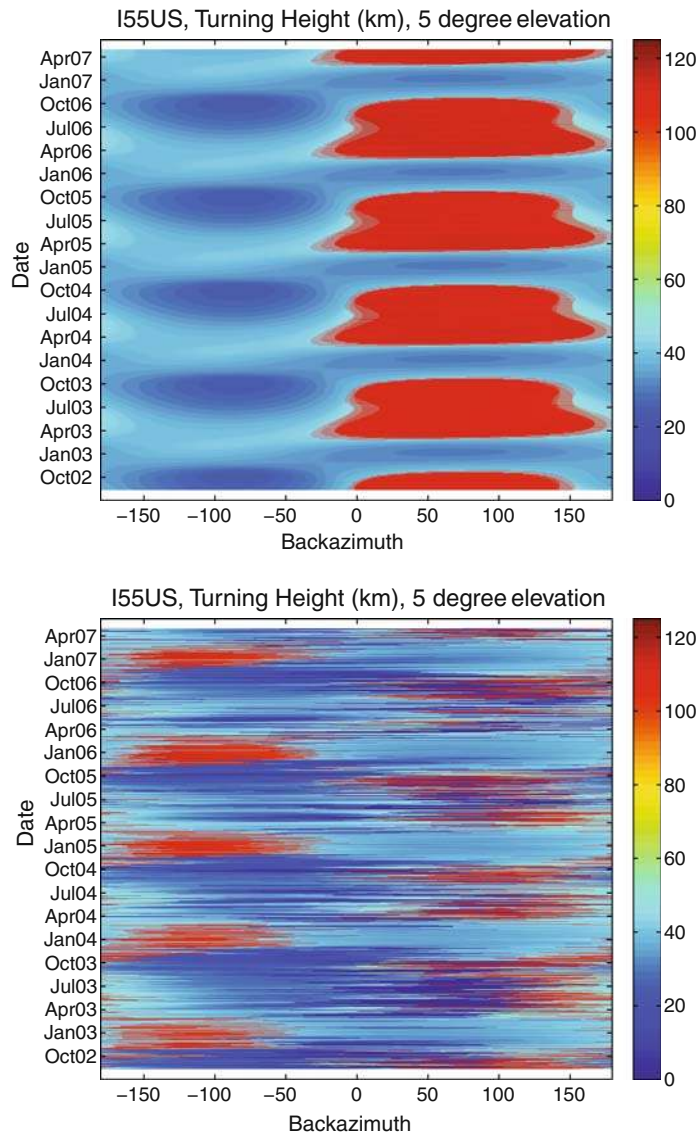 I55US, Turning Height (km), 5 degree elevation
Apr07
Jan07
Oct06
Jul06
Apr06
Jan06
Oct05
Jul05
Apr05
Jan05
Oct04
Jul04
Apr04
Jan04
Oct03
Jul03
Apr03
Jan03
Oct02
Date
−150 −100 −50 0 50 100 150
Backazimuth
120
100
80
60
40
20
0
I55US, Turning Height (km), 5 degree elevation
Apr07
Jan07
Oct06
Jul06
Apr06
Jan06
Oct05
Jul05
Apr05
Jan05
Oct04
Jul04
Apr04
Jan04
Oct03
Jul03
Apr03
Jan03
Oct02
Date
−150 −100 −50 0 50 100 150
Backazimuth
120
100
80
60
40
20
0